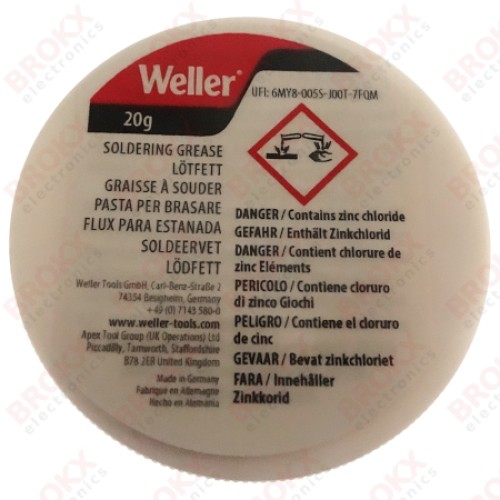 Weller®
20g
UFI: 6MY8-005S-J00T-7FQM
SOLDERING GREASE
LÖTFETT
GRAISSE À SOUDER
PASTA PER BRASARE
FLUX PARA ESTANADA
SOLDEERVET
LÖDFETT
Weller Tools GmbH, Carl-Benz-Straße 2
74354 Besigheim, Germany
+49 (0) 7143 580-0
www.weller-tools.com
Apex Tool Group (UK Operations) Ltd
Piccadilly, Tamworth, Staffordshire
B78 2ER United Kingdom
Made in Germany
Fabriqué en Allemagne
Hecho en Alemania
DANGER / Contains zinc chloride
GEFAHR / Enthält Zinkchlorid
DANGER / Contient chlorure de
zinc Eléments
PERICOLO / Contiene cloruro
di zinco Giochi
PELIGRO / Contiene el cloruro
de cinc
GEVAAR / Bevat zinkchloriet
FARA / Innehåller
Zinkkorid
BROKX
electronics